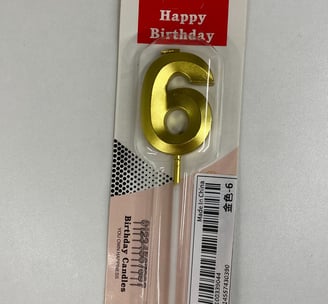 Happy
Birthday
6
金色-6
Made In China
Birthday Candles